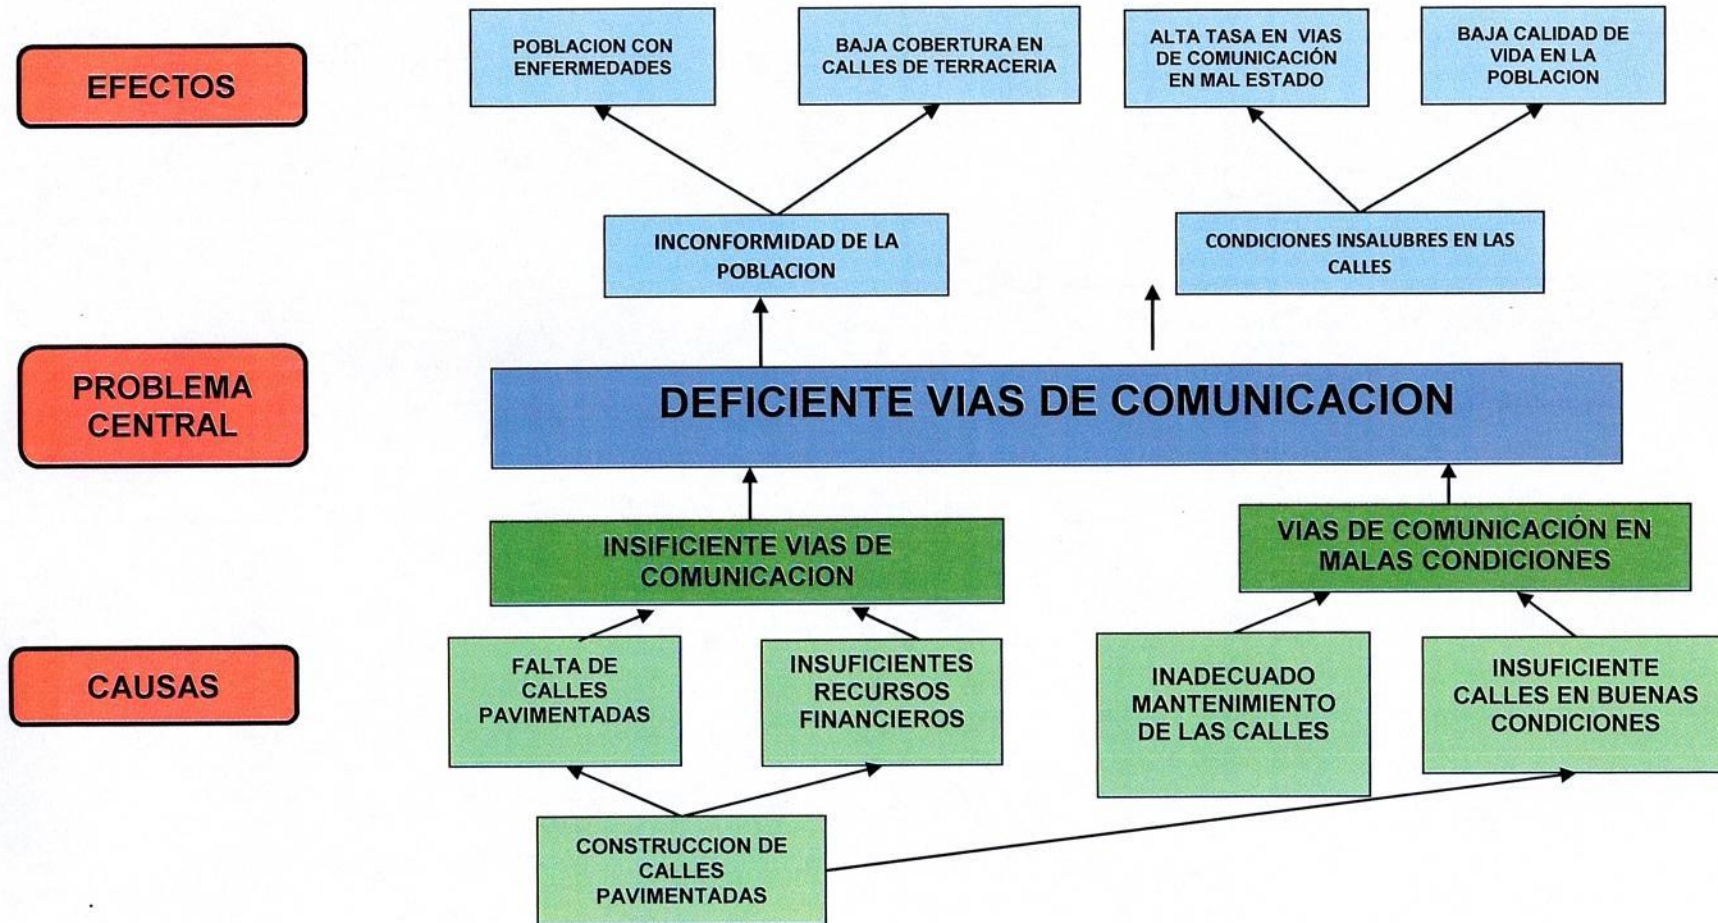 EFECTOS
POBLACION CON
ENFERMEDADES
BAJA COBERTURA EN
CALLES DE TERRACERIA
ALTA TASA EN VIAS
DE COMUNICACIÓN
EN MAL ESTADO
BAJA CALIDAD DE
VIDA EN LA
POBLACION
INCONFORMIDAD DE LA
POBLACION
CONDICIONES INSALUBRES EN LAS
CALLES
PROBLEMA
CENTRAL
DEFICIENTE VIAS DE COMUNICACION
INSIFICIENTE VIAS DE
COMUNICACION
VIAS DE COMUNICACIÓN EN
MALAS CONDICIONES
CAUSAS
FALTA DE
CALLES
PAVIMENTADAS
INSUFICIENTES
RECURSOS
FINANCIEROS
INADECUADO
MANTENIMIENTO
DE LAS CALLES
INSUFICIENTE
CALLES EN BUENAS
CONDICIONES
CONSTRUCCION DE
CALLES
PAVIMENTADAS